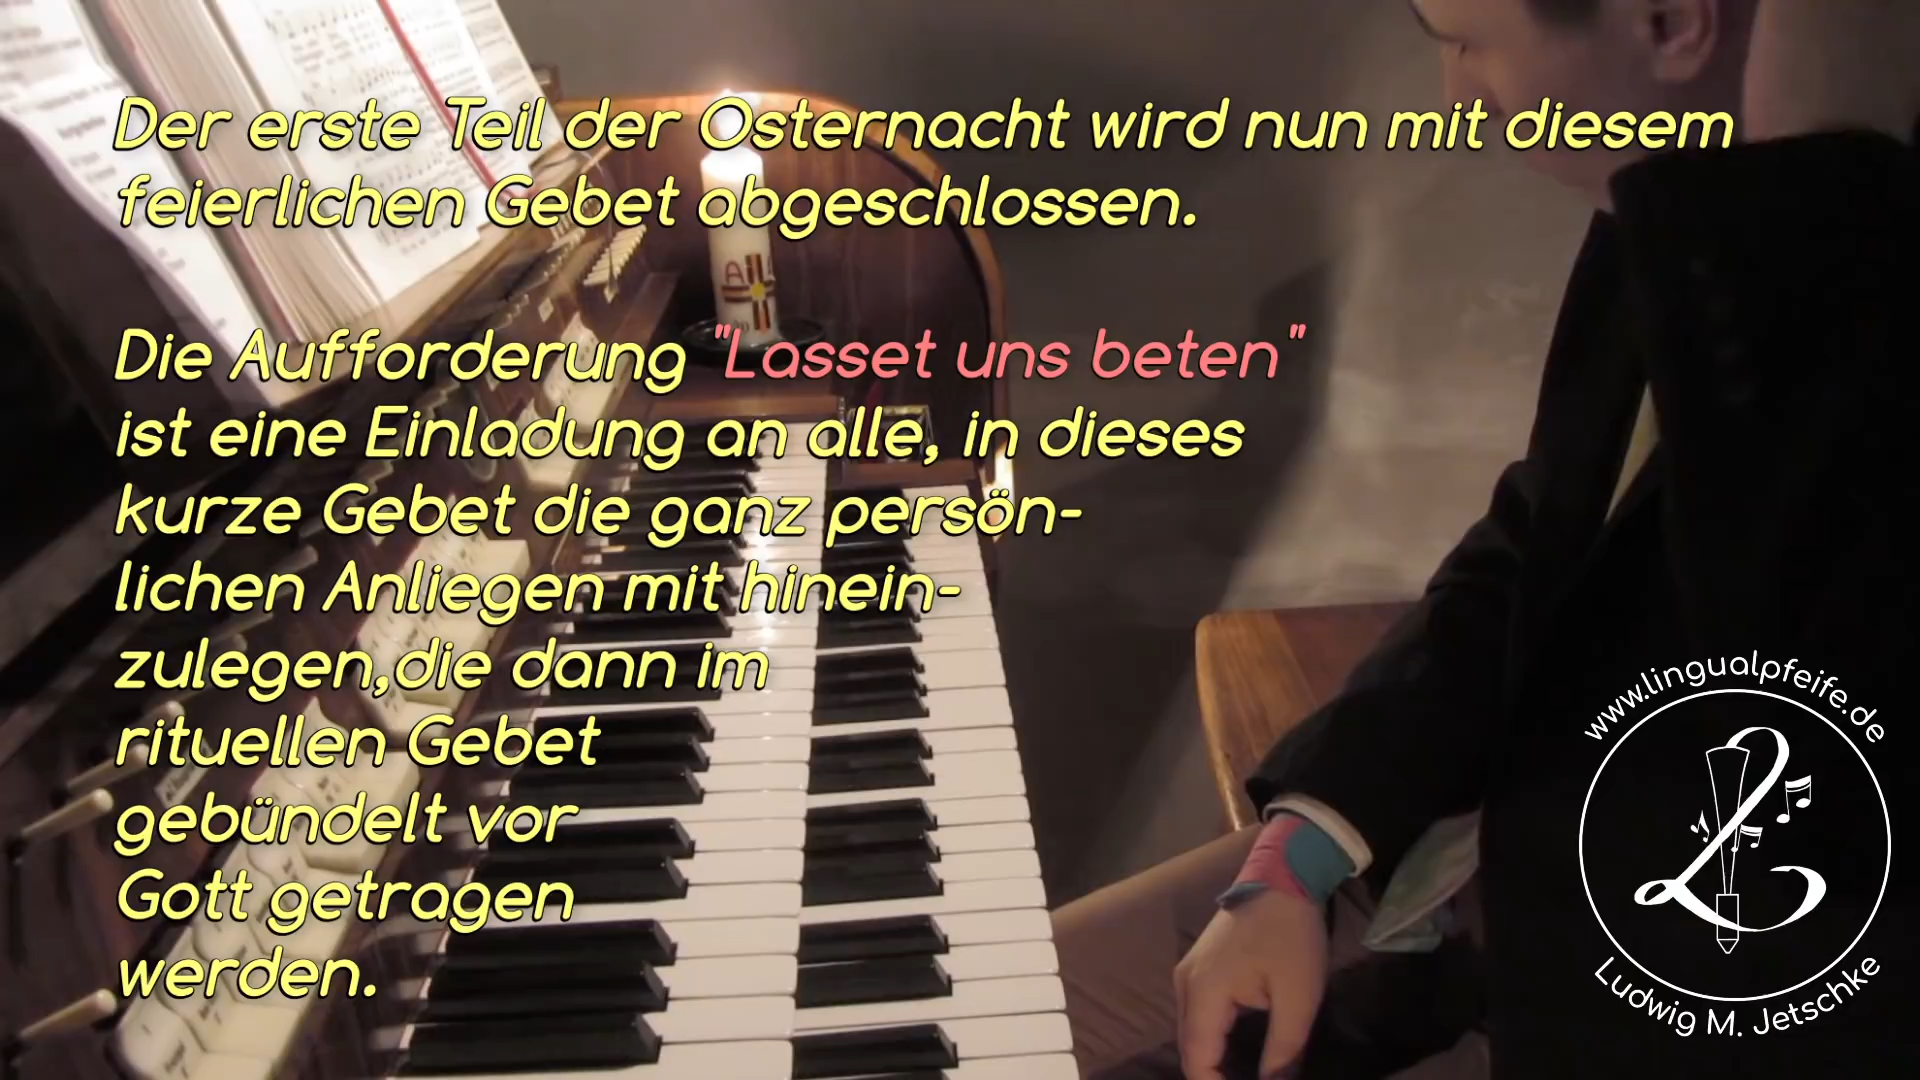 Der erste Teil der Osternacht wird nun mit diesem
feierlichen Gebet abgeschlossen.
Die Aufforderung "Lasset uns beten"
ist eine Einladung an alle, in dieses
kurze Gebet die ganz persön-
lichen Anliegen mit hinein-
zulegen,die dann im
rituellen Gebet
gebündelt vor
Gott getragen
werden.
www.lingualpfeife.de
Ludwig M. Jetschke